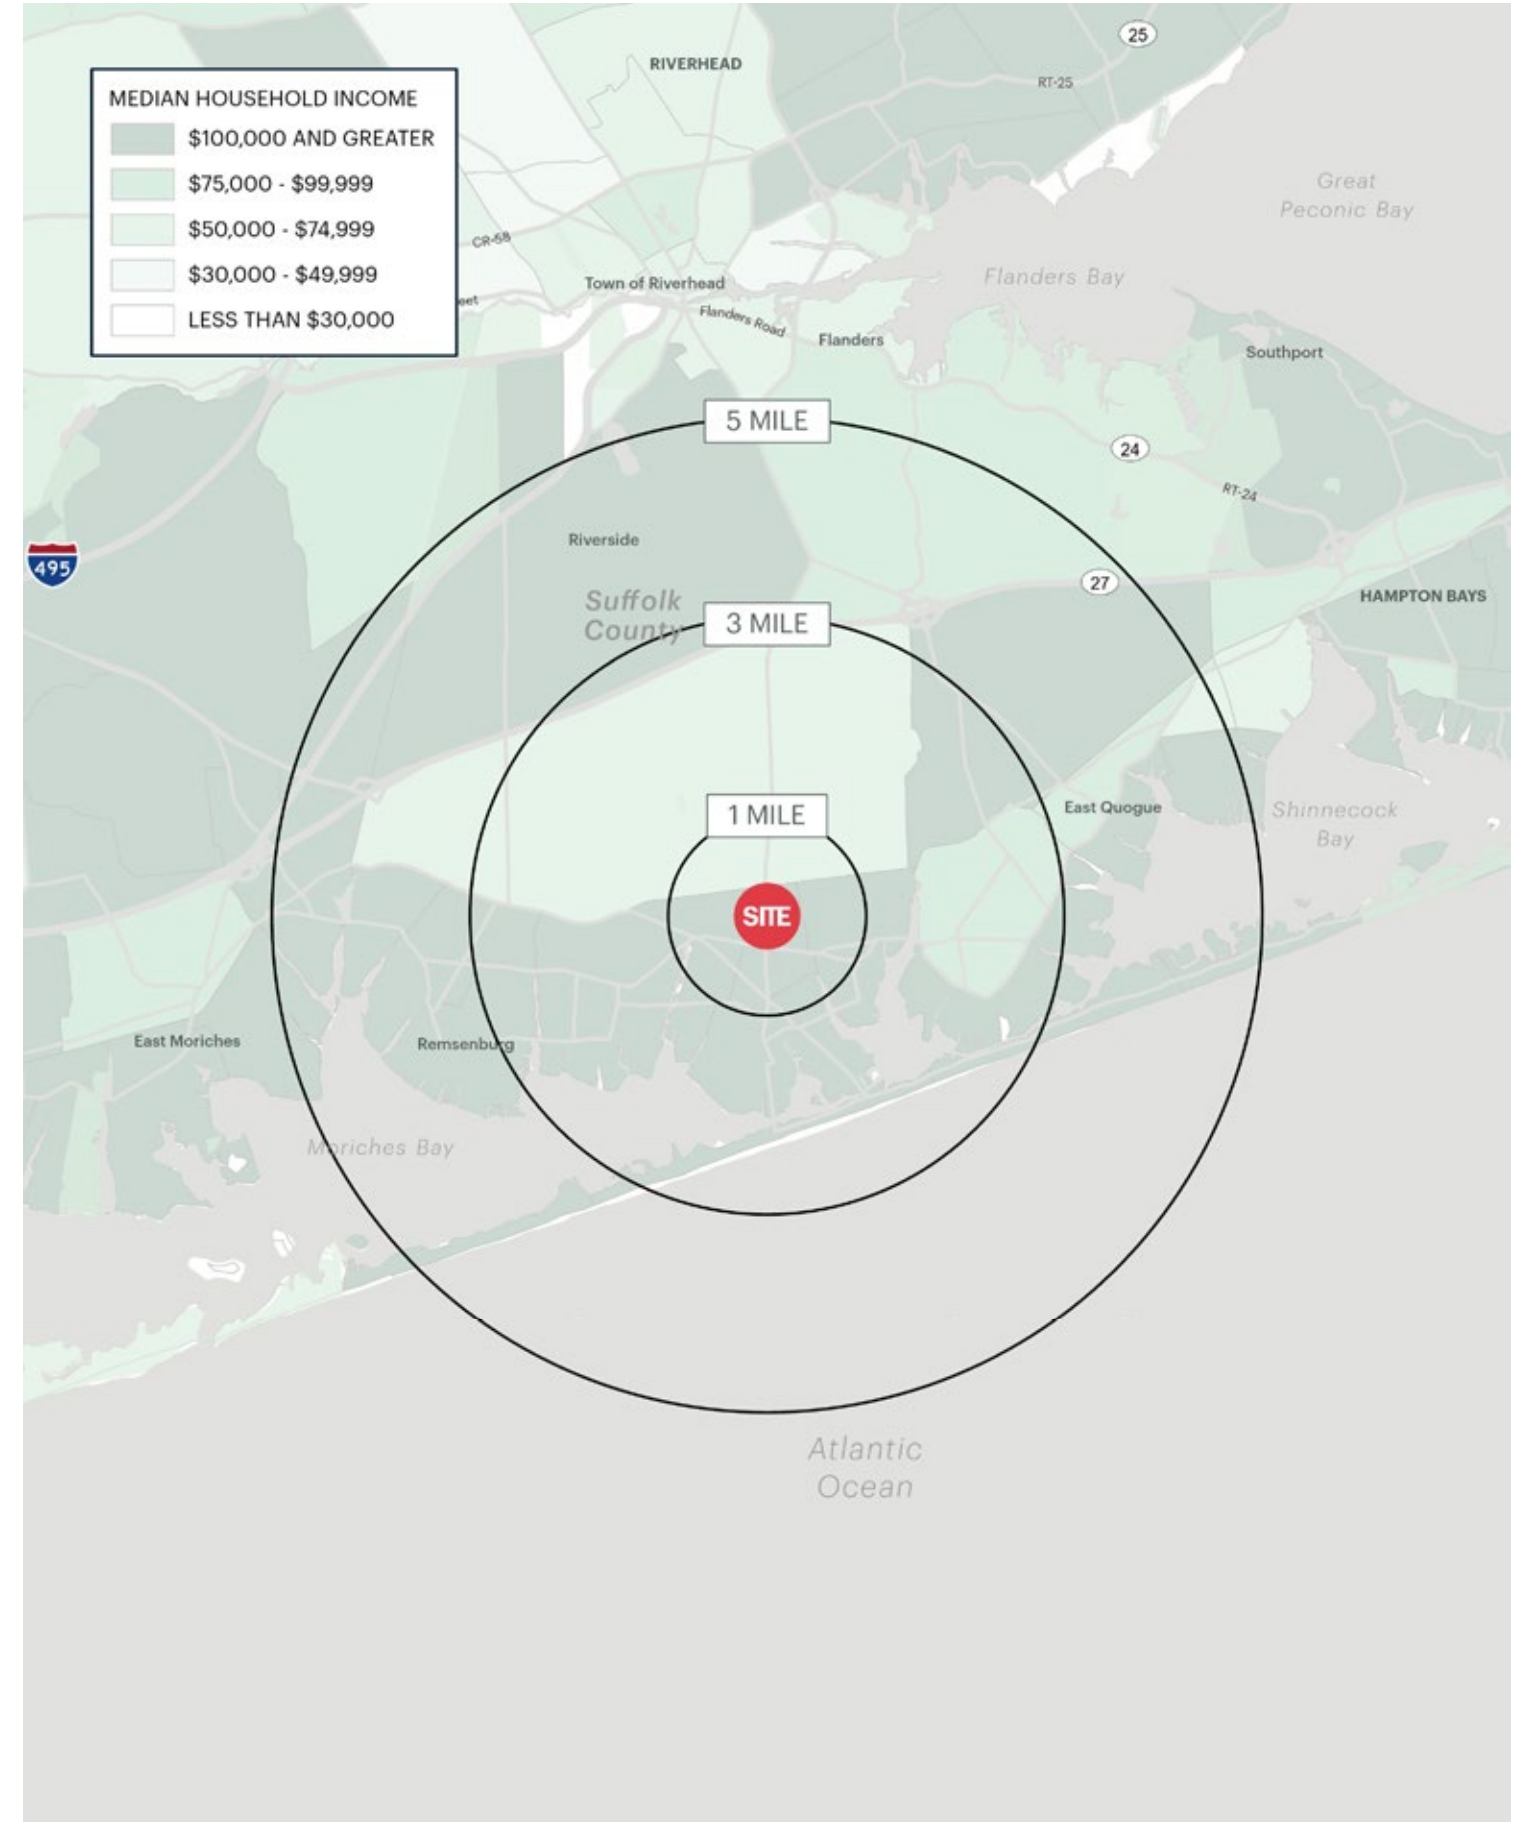 25
RIVERHEAD
RT-25
MEDIAN HOUSEHOLD INCOME
$100,000 AND GREATER
$75,000 - $99,999
$50,000 - $74,999
$30,000 - $49,999
LESS THAN $30,000
Great
Peconic Bay
CR-58
Flanders Bay
Town of Riverhead
eet
Flanders Road
Flanders
Southport
5 MILE
24
RT-24
Riverside
495
27
HAMPTON BAYS
Suffolk
County
3 MILE
1 MILE
East Quogue
Shinnecock
Bay
SITE
East Moriches
Remsenburg
Moriches Bay
Atlantic
Ocean